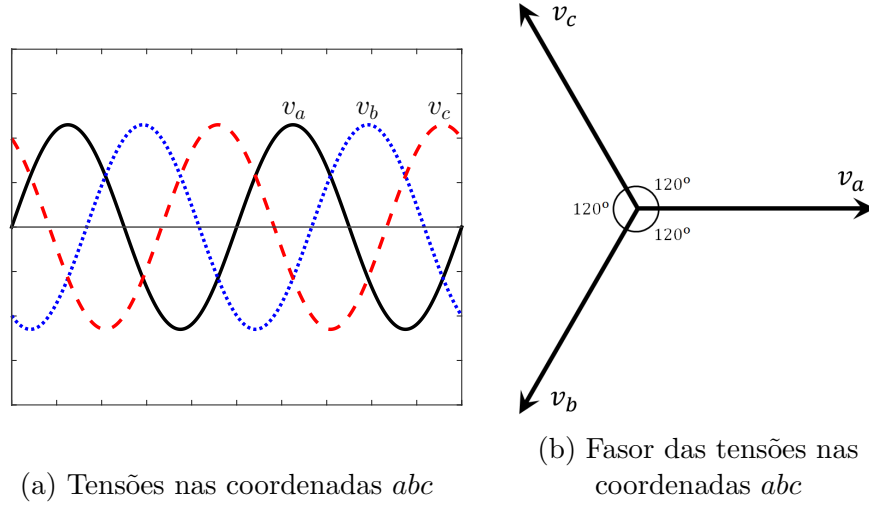 v_a v_b v_c
(a) Tensões nas coordenadas abc
v_c
v_a
120º
120º
120º
v_b
(b) Fasor das tensões nas
coordenadas abc